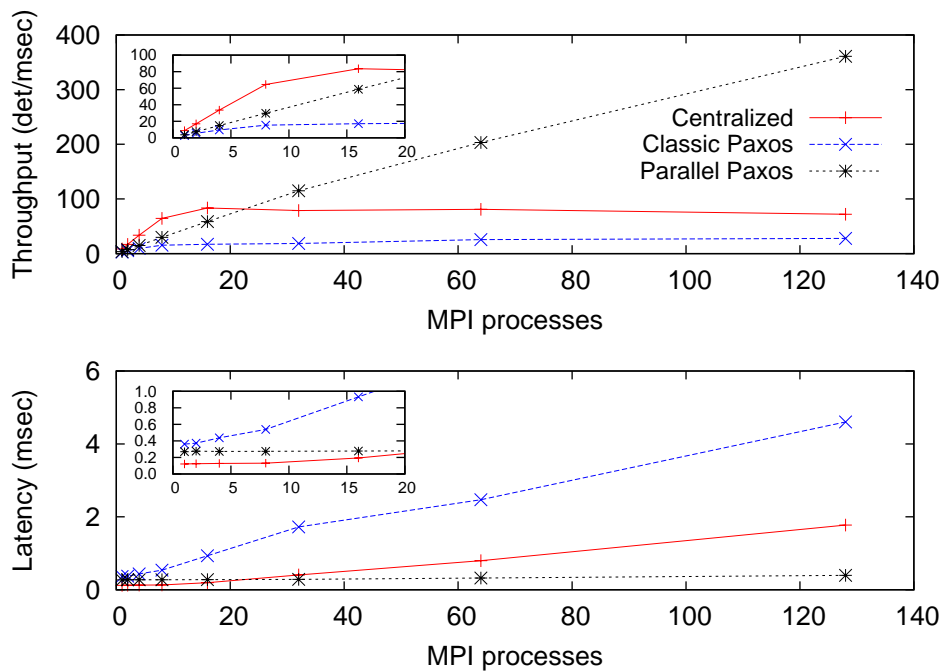 Throughput (det/msec)
400
300
200
100
0
100
80
60
40
20
0
0 5 10 15 20
Centralized
Classic Paxos
Parallel Paxos
0 20 40 60 80 100 120 140
MPI processes
Latency (msec)
6
4
2
0
1.0
0.8
0.6
0.4
0.2
0.0
0 5 10 15 20
0 20 40 60 80 100 120 140
MPI processes